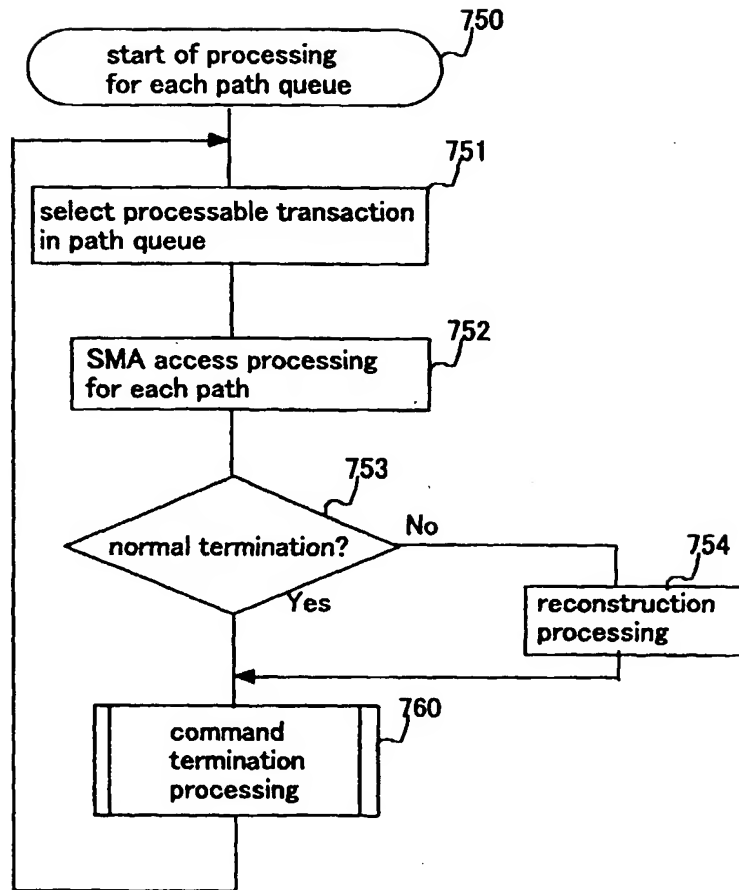 750
start of processing
for each path queue
751
select processable transaction
in path queue
752
SMA access processing
for each path
753
normal termination?
No
Yes
754
reconstruction
processing
760
command
termination
processing